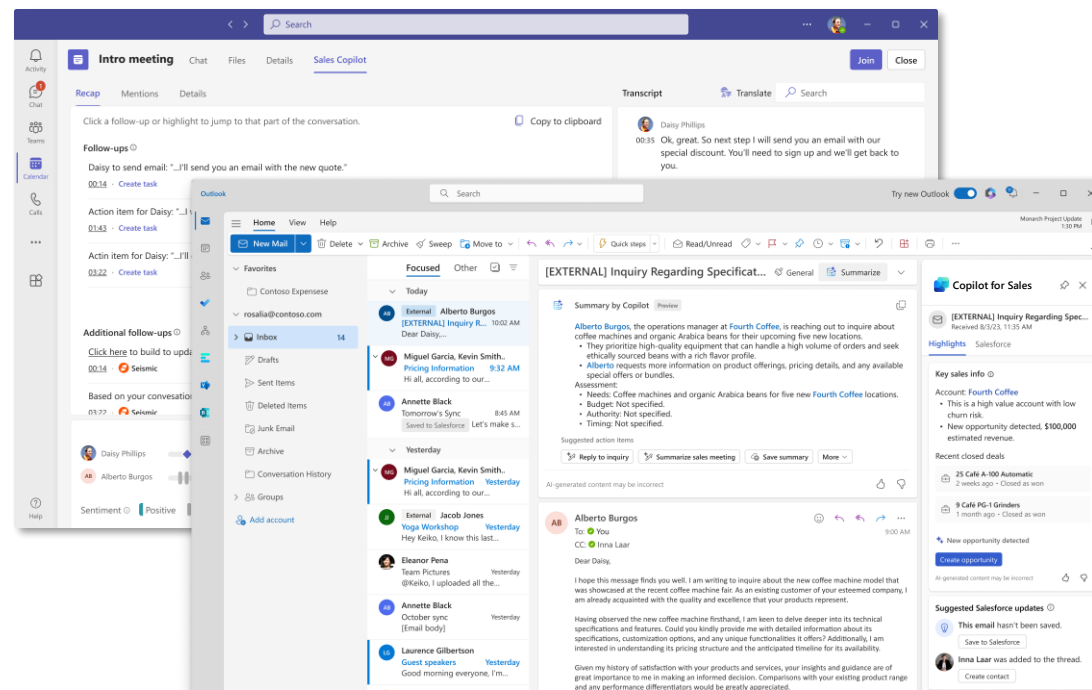 Search
Intro meeting
Chat
Files
Details
Sales Copilot
Join
Close
Activity
Chat
Teams
Calendar
Calls
Help
Recap
Mentions
Details
Click a follow-up or highlight to jump to that part of the conversation.
Copy to clipboard
Follow-ups
Daisy to send email: "...I'll send you an email with the new quote."
00:14 · Create task
Action item for Daisy: "...I
01:43 · Create task
Actin item for Daisy: "...I'll
03:22 · Create task
Additional follow-ups
Click here to build to upda
00:14 · Seismic
Based on your conversation
03:22 · Seismic
Daisy Phillips
AB
Alberto Burgos
Sentiment
Positive
Transcript
Translate
Search
Daisy Phillips
00:35 Ok, great. So next step I will send you an email with our
special discount. You'll need to sign up and we'll get back to
you.
Outlook
Search
Try new Outlook
Monarch Project Update
1:30 PM
Home
View
Help
New Mail
Delete
Archive
Sweep
Move to
Quick steps
Read/Unread
Favorites
Contoso Expensese
rosalia@contoso.com
Inbox 14
Drafts
Sent Items
Deleted Items
Junk Email
Archive
Conversation History
Groups
Add account
Focused
Other
Today
AB
External Alberto Burgos
[EXTERNAL] Inquiry R... 10:02 AM
Dear Daisy,...
MG
Miguel Garcia, Kevin Smith..
Pricing Information 9:32 AM
Hi all, according to our...
AB
Annette Black
Tomorrow's Sync 8:45 AM
Saved to Salesforce Let's make s...
Yesterday
MG
Miguel Garcia, Kevin Smith..
Pricing Information Yesterday
Hi all, according to our...
External Jacob Jones
Yoga Workshop Yesterday
Hey Keiko, I know this last...
Eleanor Pena
Team Pictures Yesterday
@Keiko, I uploaded all the...
AB
Annette Black
October sync Yesterday
[Email body]
LG
Laurence Gilbertson
Guest speakers Yesterday
Good morning everyone, I'm...
[EXTERNAL] Inquiry Regarding Specificat...
General
Summarize
Summary by Copilot Preview
Alberto Burgos, the operations manager at Fourth Coffee, is reaching out to inquire about
coffee machines and organic Arabica beans for their upcoming five new locations.
• They prioritize high-quality equipment that can handle a high volume of orders and seek
ethically sourced beans with a rich flavor profile.
• Alberto requests more information on product offerings, pricing details, and any available
special offers or bundles.
Assessment:
• Needs: Coffee machines and organic Arabica beans for five new Fourth Coffee locations.
• Budget: Not specified.
• Authority: Not specified.
• Timing: Not specified.
Suggested action items
Reply to inquiry
Summarize sales meeting
Save summary
More
AI-generated content may be incorrect
AB
Alberto Burgos
To: You
CC: Inna Laar
9:00 AM
Dear Daisy,
I hope this message finds you well. I am writing to inquire about the new coffee machine model that
was showcased at the recent coffee machine fair. As an existing customer of your esteemed company, I
am already acquainted with the quality and excellence that your products represent.
Having observed the new coffee machine firsthand, I am keen to delve deeper into its technical
specifications and features. Could you kindly provide me with detailed information about its
specifications, customization options, and any unique functionalities it offers? Additionally, I am
interested in understanding its pricing structure and the anticipated timeline for its availability.
Given my history of satisfaction with your products and services, your insights and guidance are of
great importance to me in making an informed decision. Comparisons with your existing product range
and any performance differentiators would be greatly appreciated.
Copilot for Sales
[EXTERNAL] Inquiry Regarding Spec...
Received 8/3/23, 11:35 AM
Highlights
Salesforce
Key sales info
Account: Fourth Coffee
• This is a high value account with low
churn risk.
• New opportunity detected, $100,000
estimated revenue.
Recent closed deals
25 Café A-100 Automatic
2 weeks ago • Closed as won
9 Café PG-1 Grinders
1 month ago • Closed as won
New opportunity detected
Create opportunity
AI-generated content may be incorrect
Suggested Salesforce updates
This email hasn't been saved.
Save to Salesforce
Inna Laar was added to the thread.
Create contact